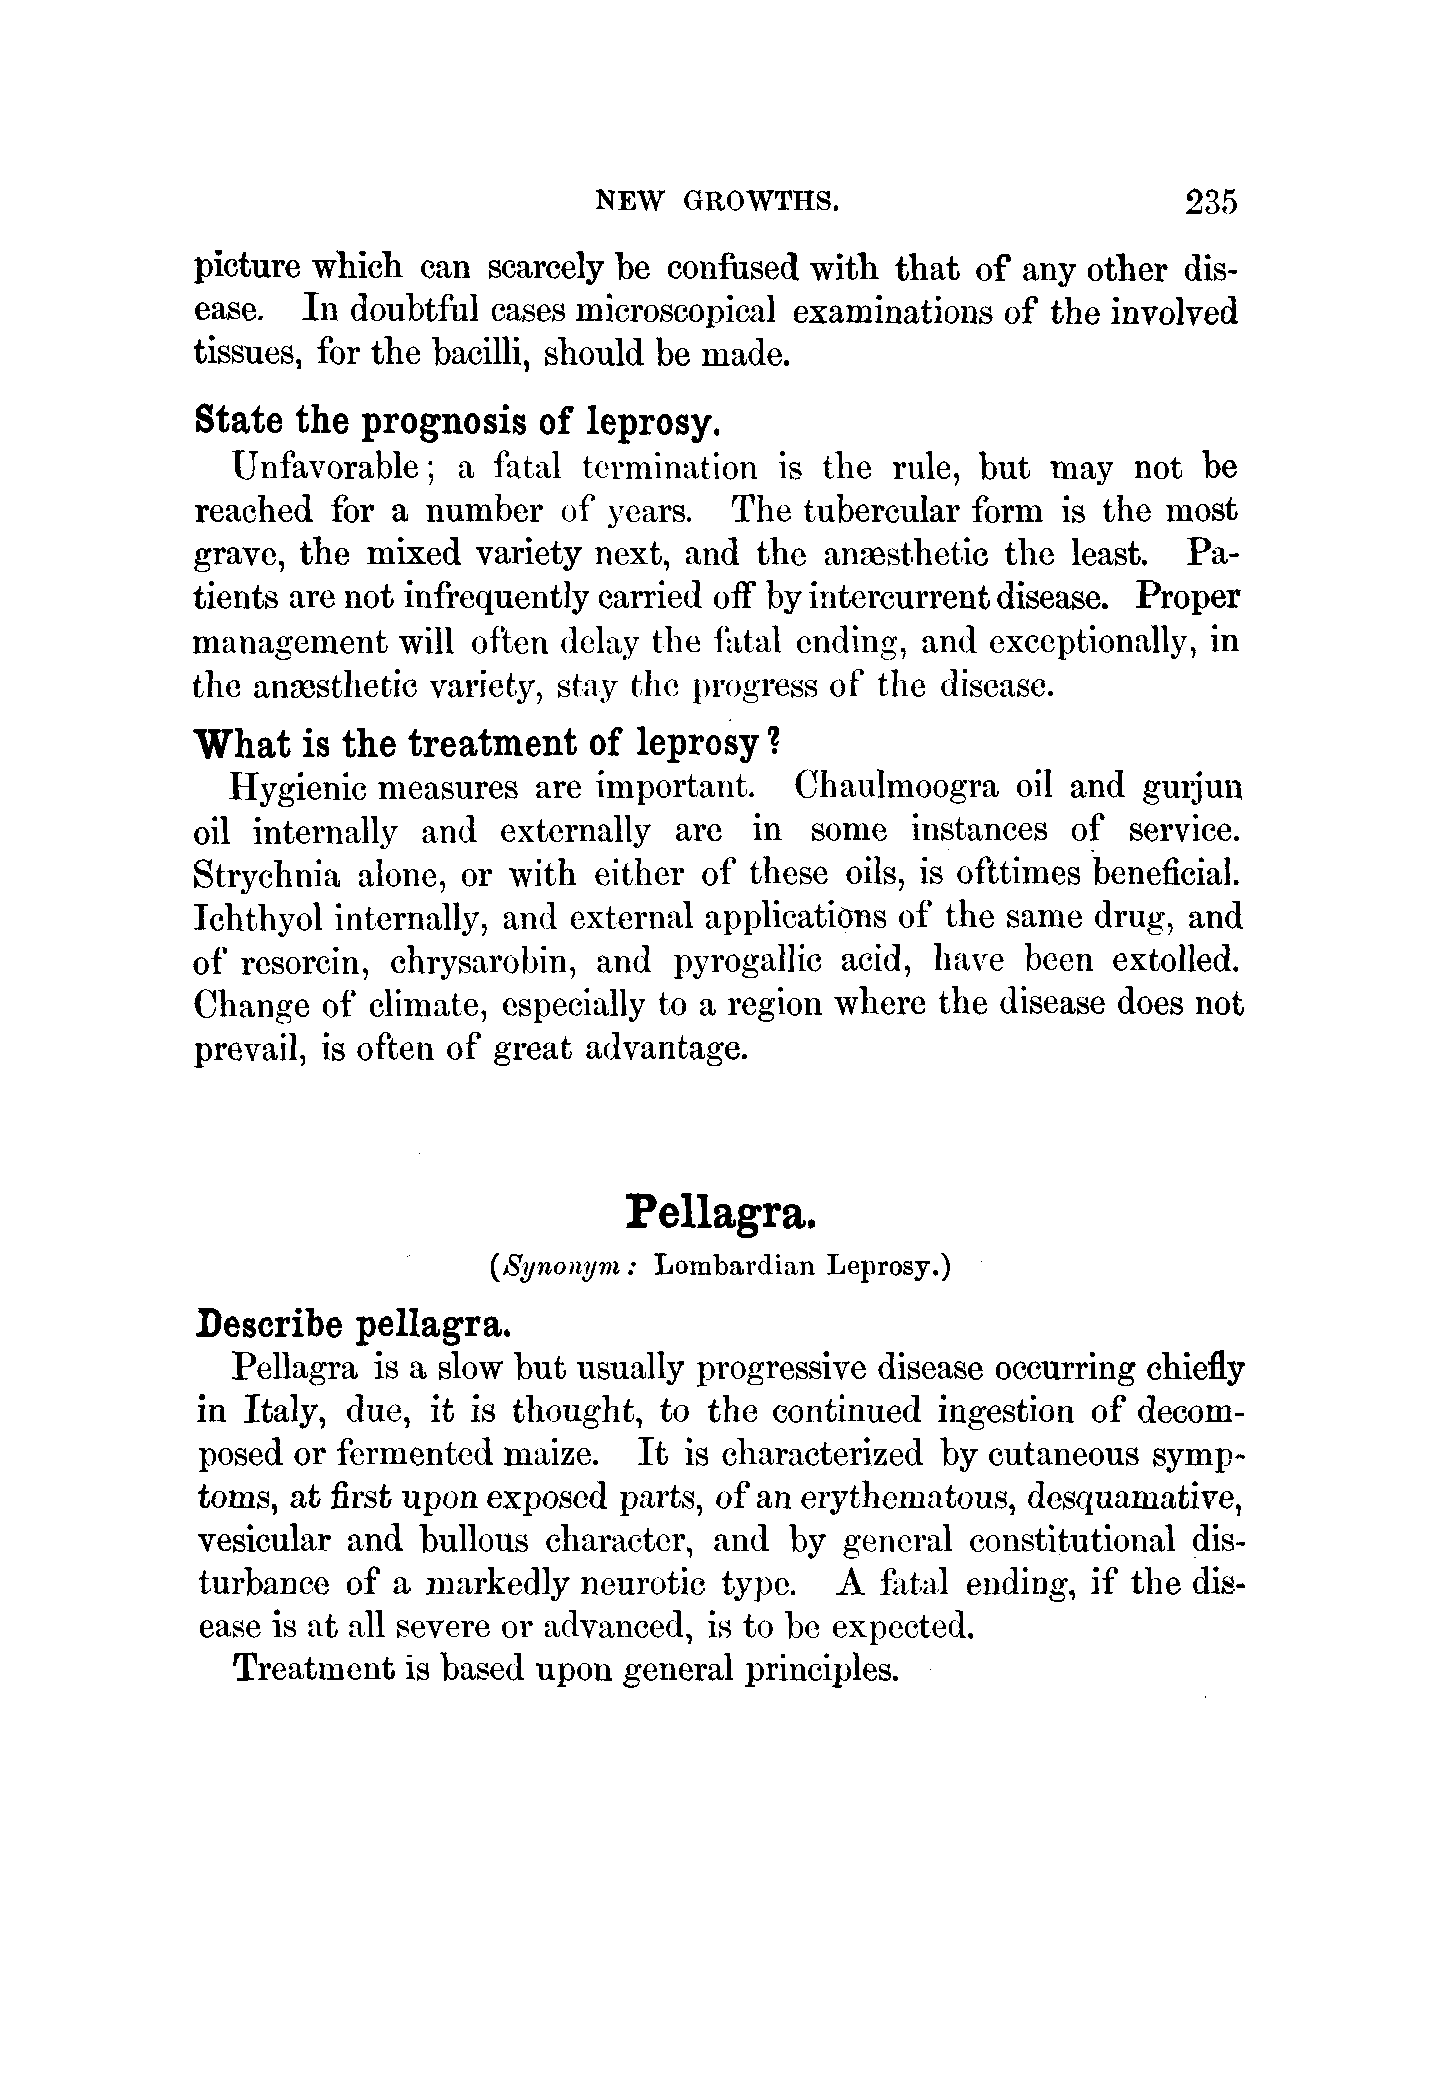 NEW GROWTHS. 235
picture which can scarcely be confused with that of any other dis-
ease. In doubtful cases microscopical examinations of the involved
tissues, for the bacilli, should be made.
State the prognosis of leprosy.
Unfavorable; a fatal termination is the rule, but may not be
reached for a number of years. The tubercular form is the most
grave, the mixed variety next, and the anæsthetic the least. Pa-
tients are not infrequently carried off by intercurrent disease. Proper
management will often delay the fatal ending, and exceptionally, in
the anæsthetic variety, stay the progress of the disease.
What is the treatment of leprosy?
Hygienic measures are important. Chaulmoogra oil and gurjun
oil internally and externally are in some instances of service.
Strychnia alone, or with either of these oils, is ofttimes beneficial.
Ichthyol internally, and external applications of the same drug, and
of resorcin, chrysarobin, and pyrogallic acid, have been extolled.
Change of climate, especially to a region where the disease does not
prevail, is often of great advantage.
Pellagra.
(Synonym: Lombardian Leprosy.)
Describe pellagra.
Pellagra is a slow but usually progressive disease occurring chiefly
in Italy, due, it is thought, to the continued ingestion of decom-
posed or fermented maize. It is characterized by cutaneous symp-
toms, at first upon exposed parts, of an erythematous, desquamative,
vesicular and bullous character, and by general constitutional dis-
turbance of a markedly neurotic type. A fatal ending, if the dis-
ease is at all severe or advanced, is to be expected.
Treatment is based upon general principles.